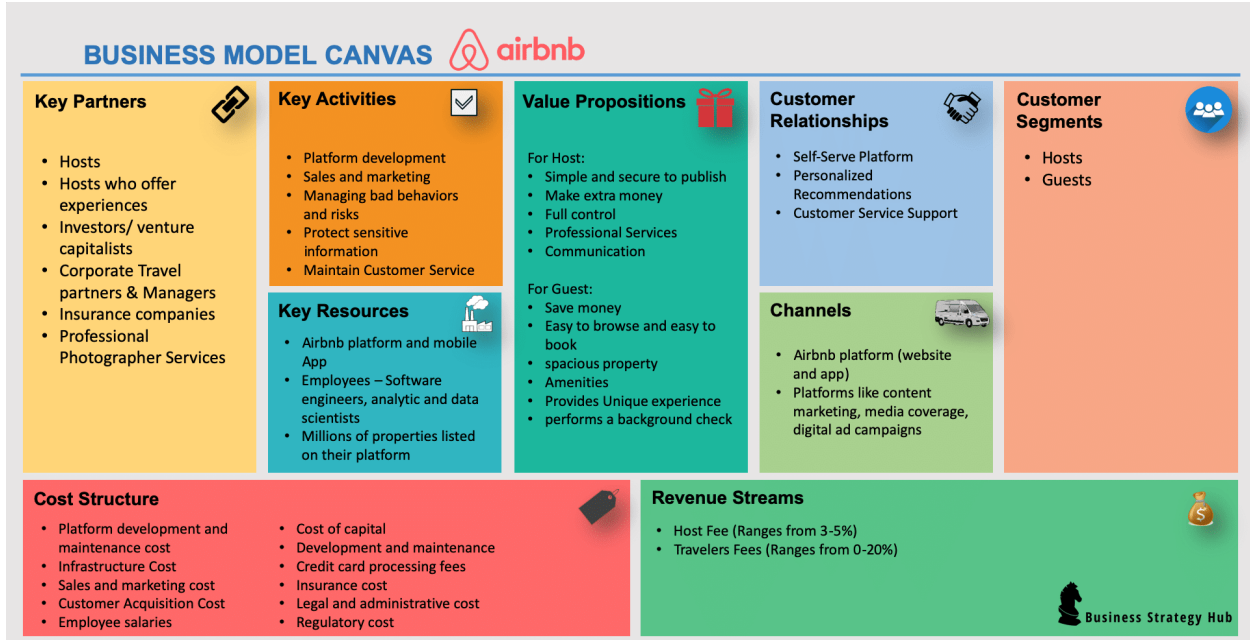 BUSINESS MODEL CANVAS airbnb
Key Partners
• Hosts
• Hosts who offer
experiences
• Investors/ venture
capitalists
• Corporate Travel
partners & Managers
• Insurance companies
• Professional
Photographer Services
Key Activities
• Platform development
• Sales and marketing
• Managing bad behaviors
and risks
• Protect sensitive
information
• Maintain Customer Service
Key Resources
• Airbnb platform and mobile
App
• Employees – Software
engineers, analytic and data
scientists
• Millions of properties listed
on their platform
Value Propositions
For Host:
• Simple and secure to publish
• Make extra money
• Full control
• Professional Services
• Communication
For Guest:
• Save money
• Easy to browse and easy to
book
• spacious property
• Amenities
• Provides Unique experience
• performs a background check
Customer
Relationships
• Self-Serve Platform
• Personalized
Recommendations
• Customer Service Support
Channels
• Airbnb platform (website
and app)
• Platforms like content
marketing, media coverage,
digital ad campaigns
Customer
Segments
• Hosts
• Guests
Cost Structure
• Platform development and
maintenance cost
• Infrastructure Cost
• Sales and marketing cost
• Customer Acquisition Cost
• Employee salaries
• Cost of capital
• Development and maintenance
• Credit card processing fees
• Insurance cost
• Legal and administrative cost
• Regulatory cost
Revenue Streams
• Host Fee (Ranges from 3-5%)
• Travelers Fees (Ranges from 0-20%)
$
Business Strategy Hub